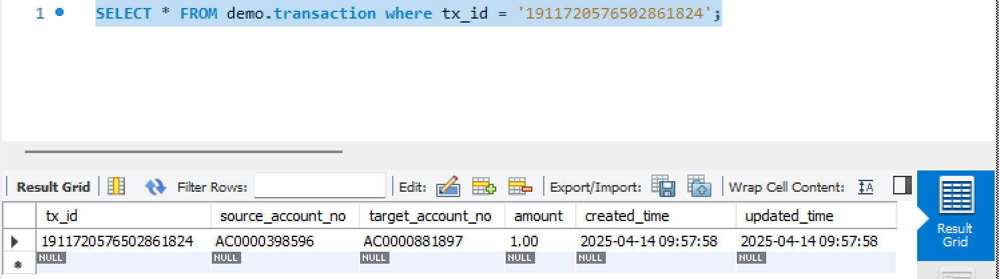 1 SELECT * FROM demo.transaction where tx_id = '1911720576502861824';
Result Grid Filter Rows: Edit: Export/Import: Wrap Cell Content:
tx_id source_account_no target_account_no amount created_time updated_time
1911720576502861824 AC0000398596 AC0000881897 1.00 2025-04-14 09:57:58 2025-04-14 09:57:58
NULL NULL NULL NULL NULL NULL
Result
Grid